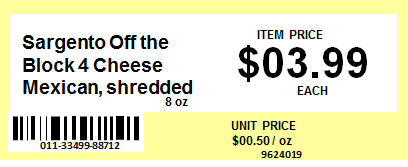 Sargento Off the
Block 4 Cheese
Mexican, shredded
8 oz
ITEM PRICE
$03.99
EACH
011-33499-88712
UNIT PRICE
$00.50 / oz
9624019